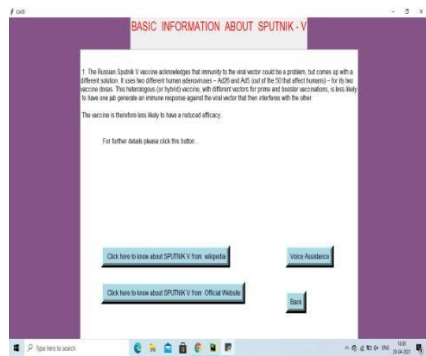 BASIC INFORMATION ABOUT SPUTNIK - V
1 The Russian Sputnik V vaccine acknowledges that immunity to the viral vector could be a problem, but comes up with a
different solution. It uses two different human adenoviruses – Ad26 and Ad5 (out of the 50 that affect humans) – for its two
vaccine doses. This heterologous (or hybrid) vaccine, with different vectors for prime and booster vaccinations, is less likely
to have one jab generate an immune response against the viral vector that then interferes with the other.
The vaccine is therefore less likely to have a reduced efficacy.
For further details please click this button...
Click here to know about SPUTNIK V from wikipedia
Voice Assistance
Click here to know about SPUTNIK V from Official Website
Back
Type here to search
ENG